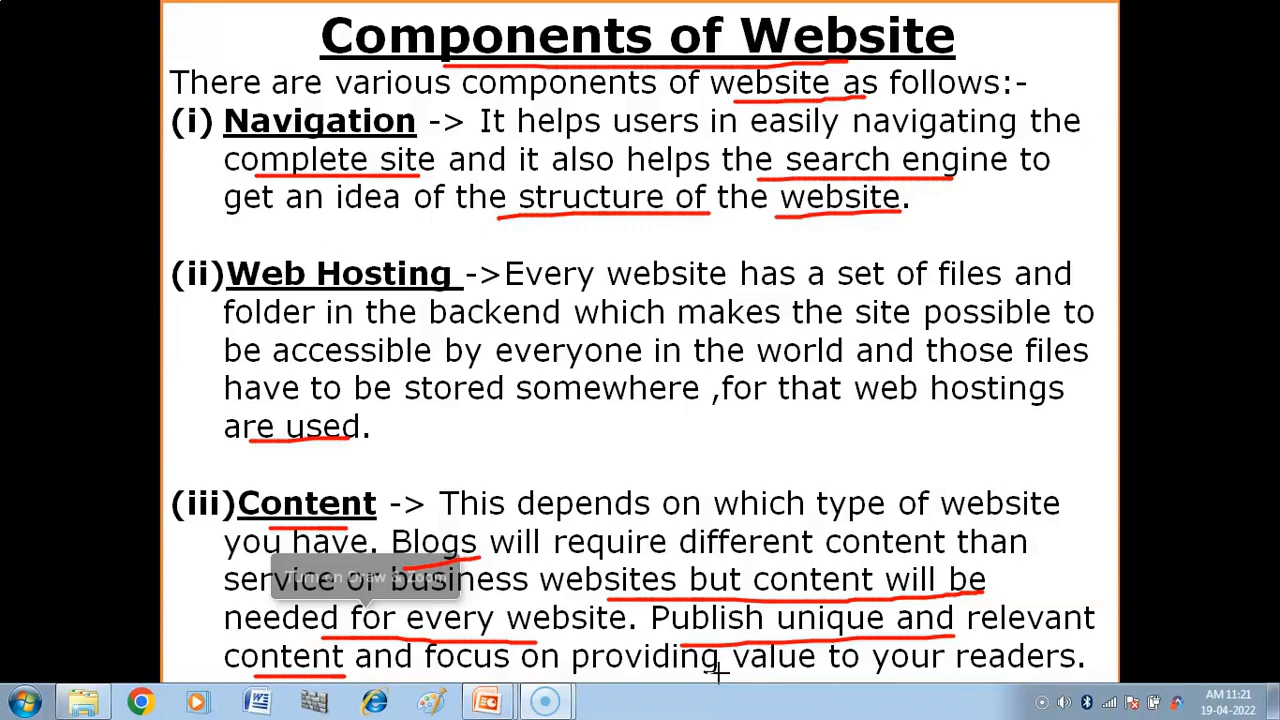 Components of Website
There are various components of website as follows:-
(i) Navigation -> It helps users in easily navigating the
complete site and it also helps the search engine to
get an idea of the structure of the website.
(ii)Web Hosting ->Every website has a set of files and
folder in the backend which makes the site possible to
be accessible by everyone in the world and those files
have to be stored somewhere ,for that web hostings
are used.
(iii)Content -> This depends on which type of website
you have. Blogs will require different content than
Turn on Draw & Zoom
service or business websites but content will be
needed for every website. Publish unique and relevant
content and focus on providing value to your readers.
AM 11:21
19-04-2022